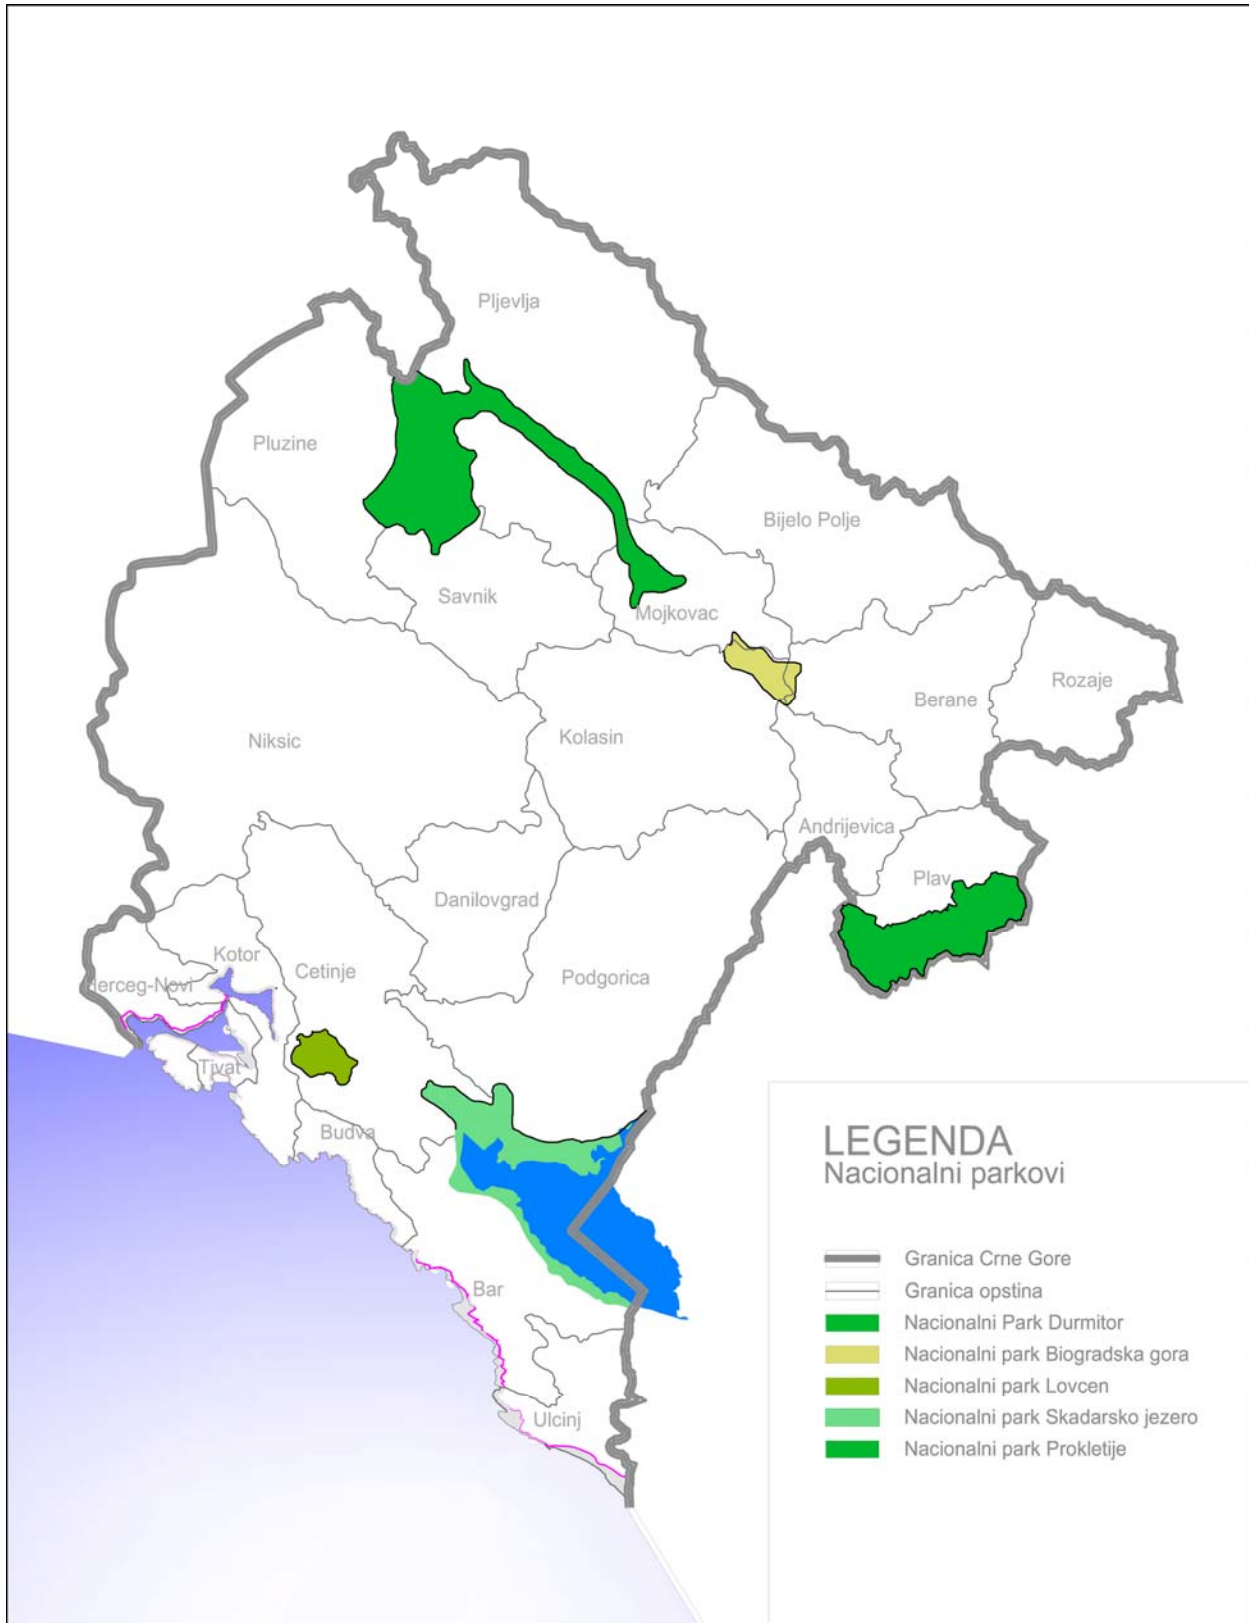 Pljevlja
Pluzine
Bijelo Polje
Savnik
Mojkovac
Rozaje
Berane
Niksic
Kolasin
Andrijevica
Plav
Danilovgrad
Kotor
Cetinje
Podgorica
Herceg-Novi
Tivat
Budva
Bar
Ulcinj
LEGENDA
Nacionalni parkovi
Granica Crne Gore
Granica opstina
Nacionalni Park Durmitor
Nacionalni park Biogradska gora
Nacionalni park Lovcen
Nacionalni park Skadarsko jezero
Nacionalni park Prokletije